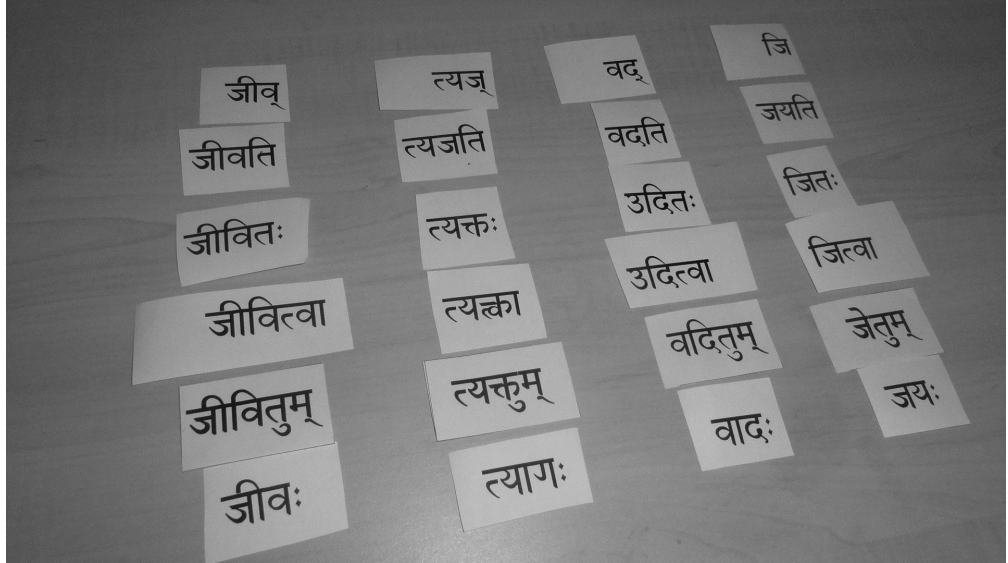 जीव् त्यज् वद् जि
जीवति त्यजति वदति जयति
जीवितः त्यक्तः उदितः जितः
जीवित्वा त्यक्त्वा उदित्वा जित्वा
जीवितुम् त्यक्तुम् वदितुम् जेतुम्
जीवः त्यागः वादः जयः